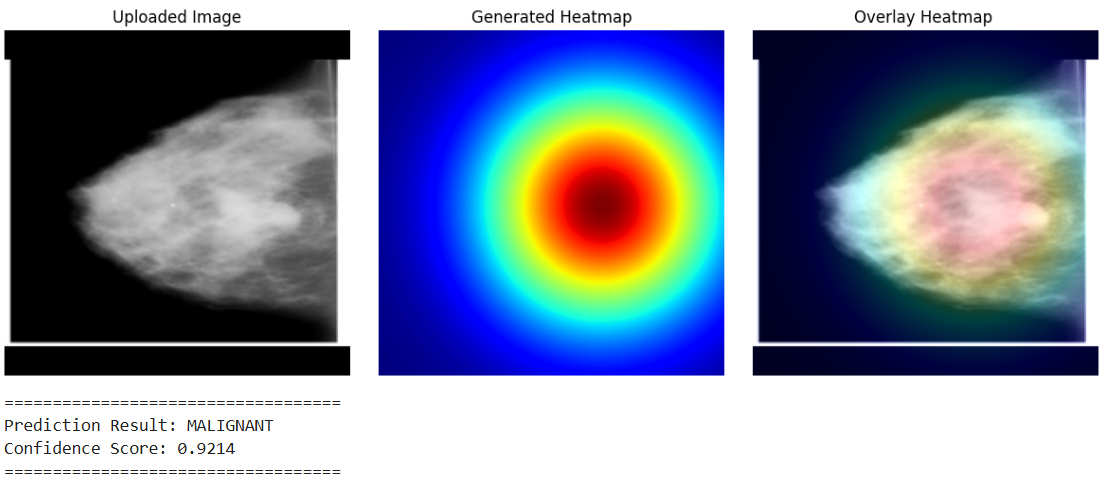 Uploaded Image
Generated Heatmap
Overlay Heatmap
===================================
Prediction Result: MALIGNANT
Confidence Score: 0.9214
===================================